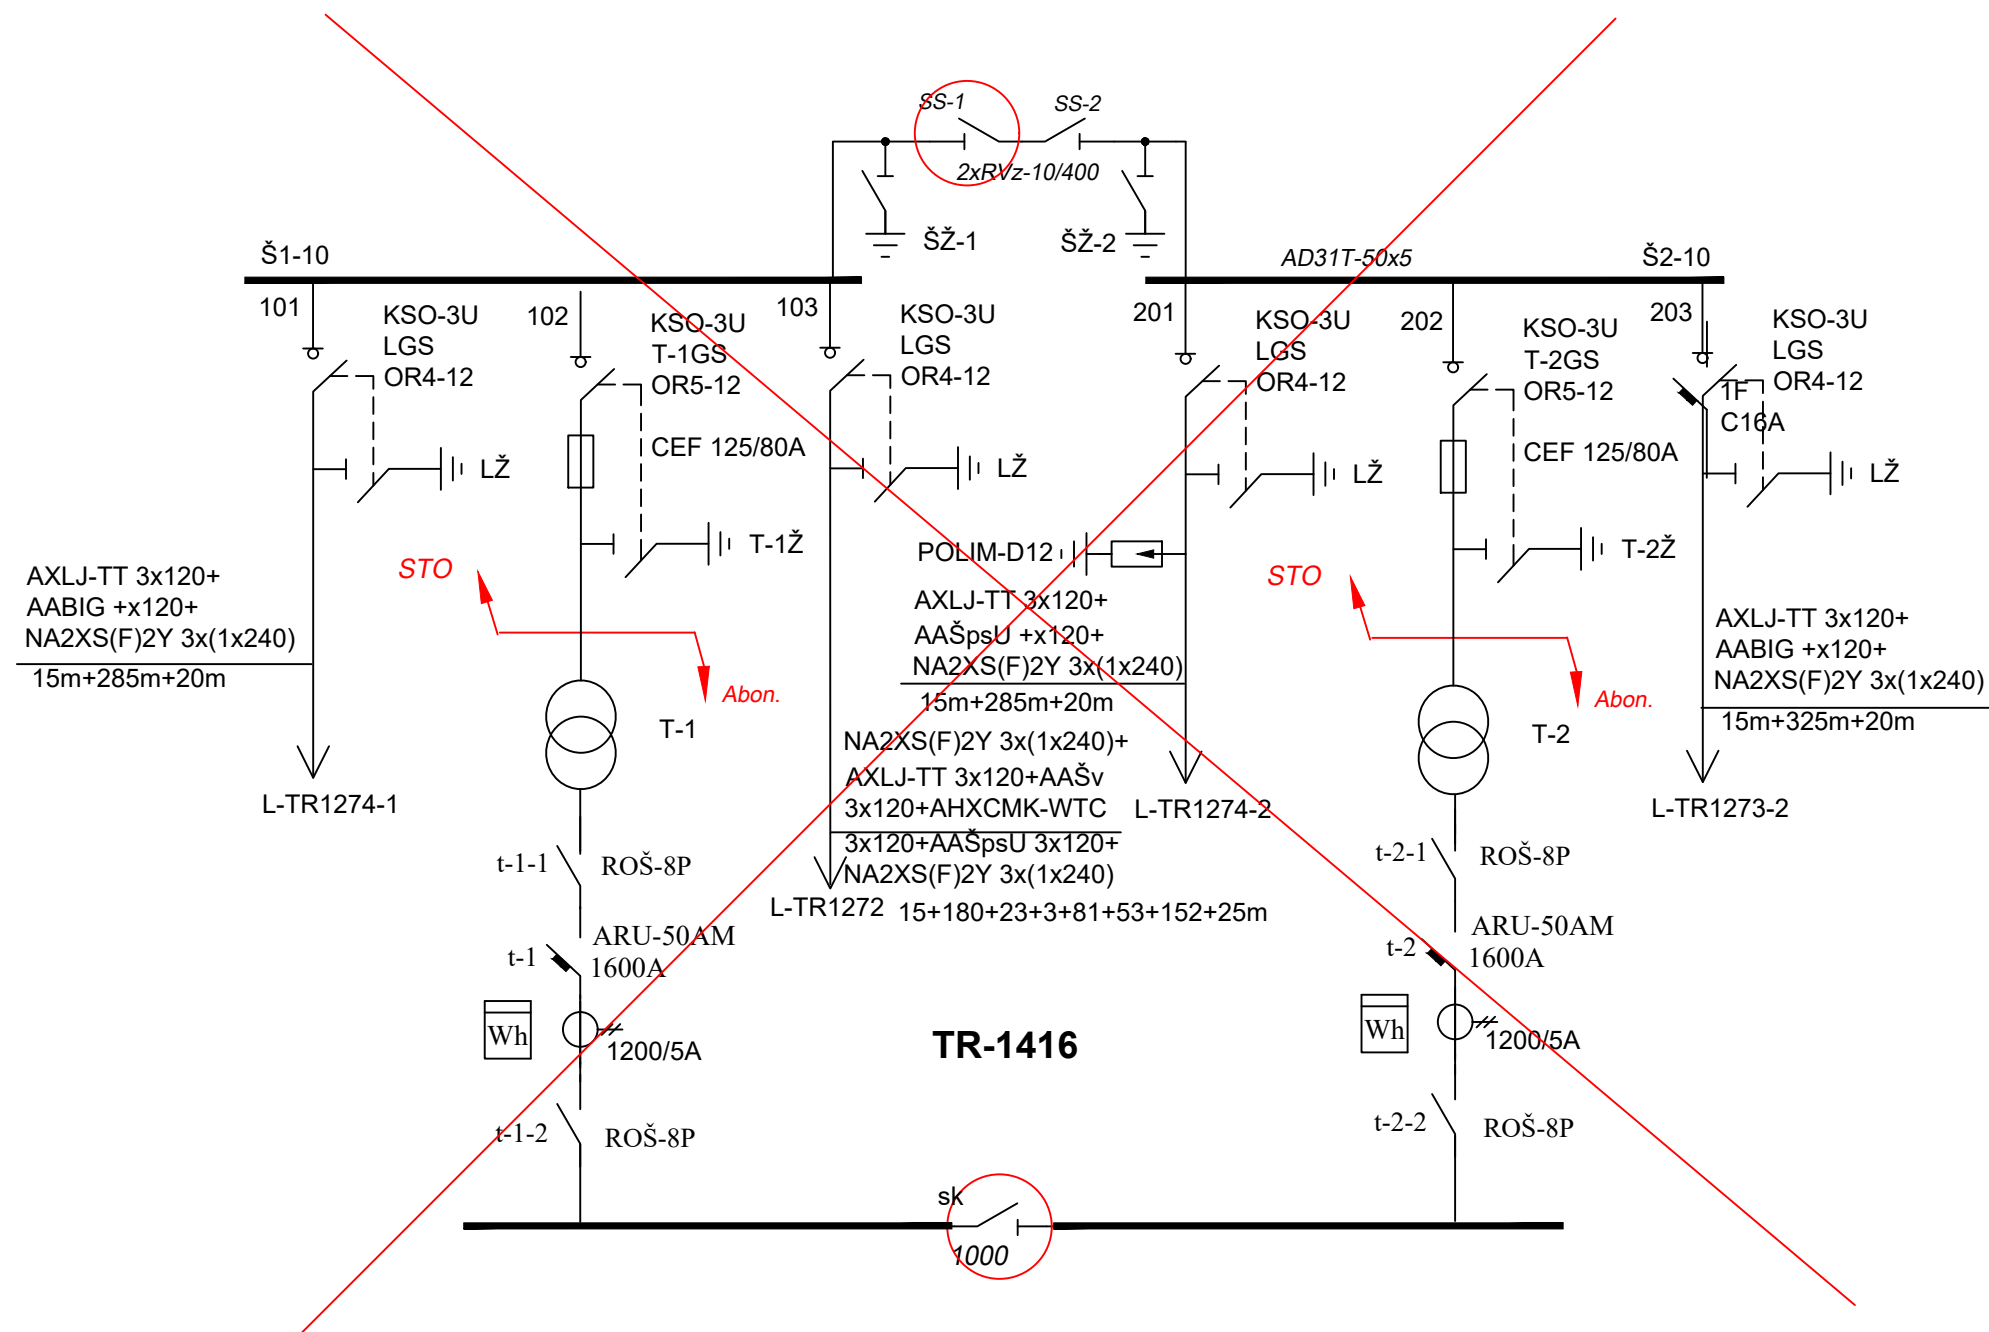 SS-1
SS-2
2xRVz-10/400
ŠŽ-1
ŠŽ-2
Š1-10
AD31T-50x5
Š2-10
101
KSO-3U
LGS
OR4-12
102
KSO-3U
T-1GS
OR5-12
103
KSO-3U
LGS
OR4-12
201
KSO-3U
LGS
OR4-12
202
KSO-3U
T-2GS
OR5-12
203
KSO-3U
LGS
OR4-12
1F
C16A
CEF 125/80A
CEF 125/80A
LŽ
LŽ
LŽ
LŽ
T-1Ž
T-2Ž
POLIM-D12
STO
Abon.
STO
Abon.
AXLJ-TT 3x120+
AABIG +x120+
NA2XS(F)2Y 3x(1x240)
15m+285m+20m
AXLJ-TT 3x120+
AAŠpsU +x120+
NA2XS(F)2Y 3x(1x240)
15m+285m+20m
AXLJ-TT 3x120+
AABIG +x120+
NA2XS(F)2Y 3x(1x240)
15m+325m+20m
T-1
T-2
NA2XS(F)2Y 3x(1x240)+
AXLJ-TT 3x120+AAŠv
3x120+AHXCMK-WTC
3x120+AAŠpsU 3x120+
NA2XS(F)2Y 3x(1x240)
15+180+23+3+81+53+152+25m
L-TR1274-1
L-TR1272
L-TR1274-2
L-TR1273-2
t-1-1
ROŠ-8P
t-2-1
ROŠ-8P
t-1
ARU-50AM
1600A
t-2
ARU-50AM
1600A
Wh
1200/5A
TR-1416
Wh
1200/5A
t-1-2
ROŠ-8P
t-2-2
ROŠ-8P
sk
1000